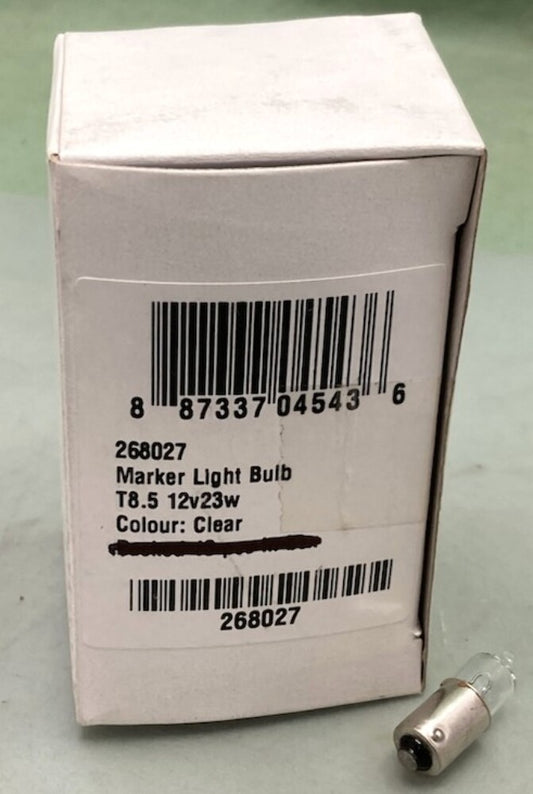 8 87337 04543 6
268027
Marker Light Bulb
T8.5 12v23w
Colour: Clear
268027